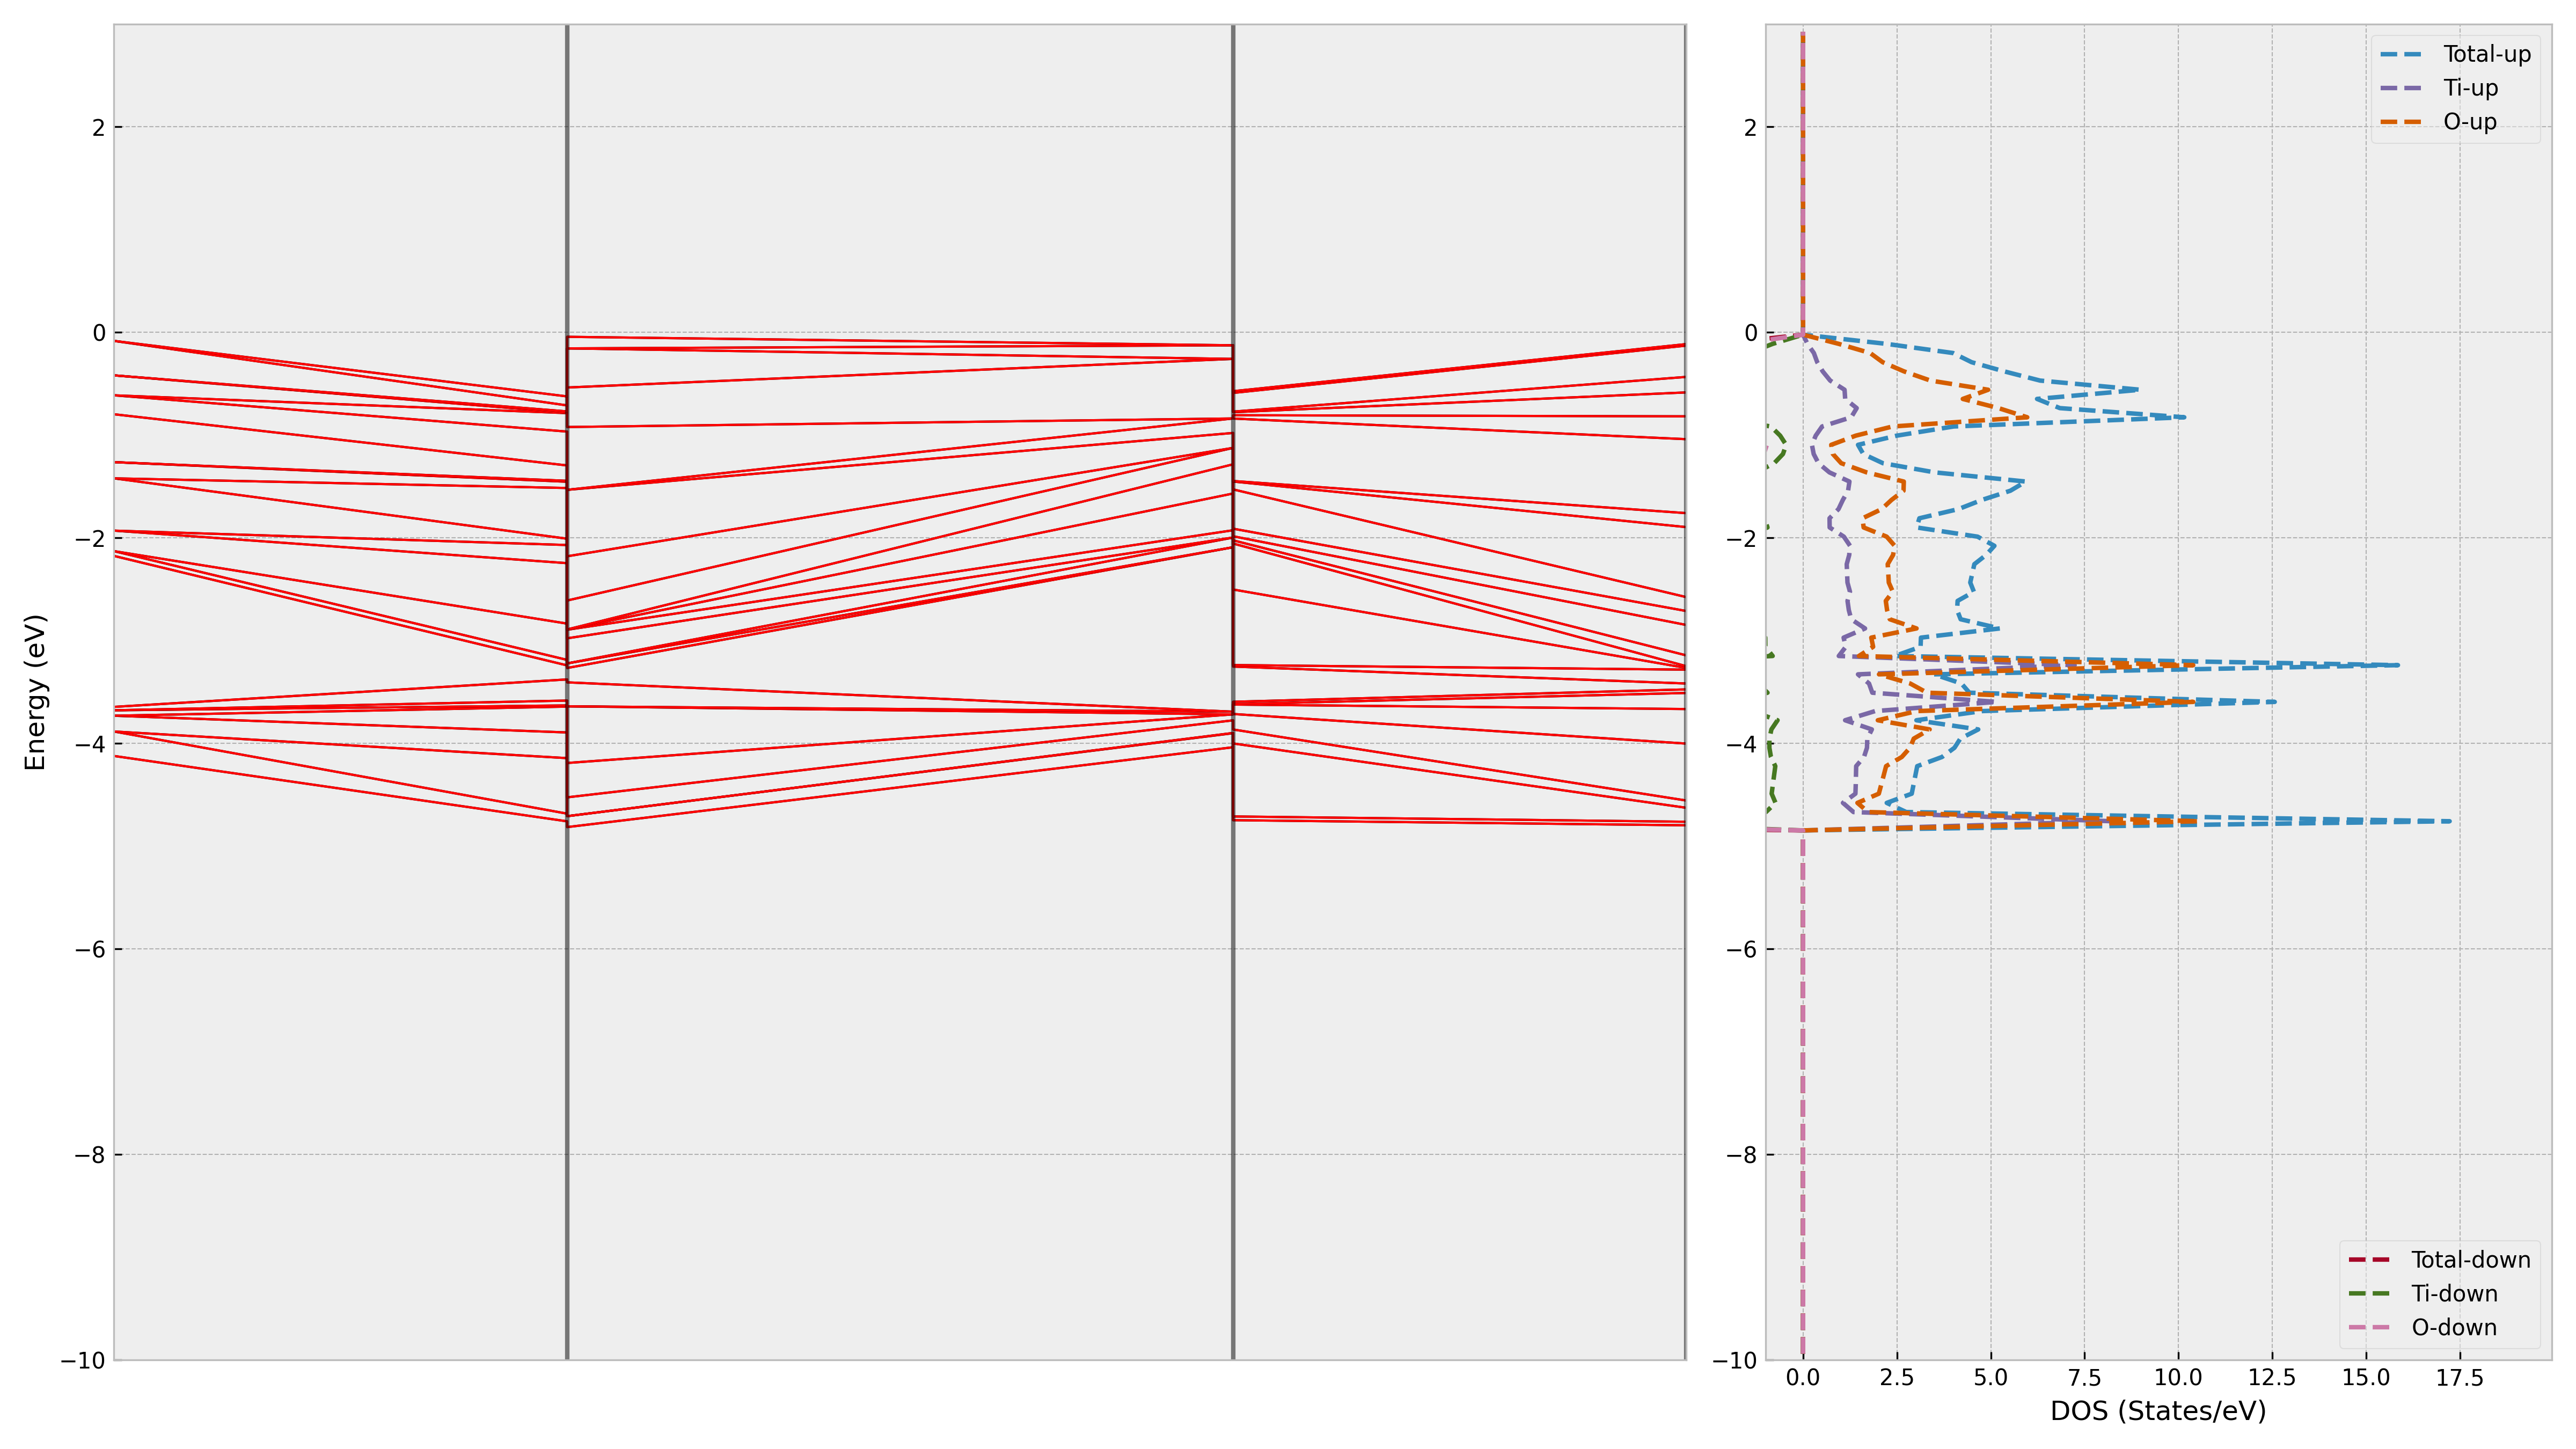 Energy (eV)
2
0
−2
−4
−6
−8
−10
2
0
−2
−4
−6
−8
−10
Total-up
Ti-up
O-up
Total-down
Ti-down
O-down
0.0 2.5 5.0 7.5 10.0 12.5 15.0 17.5
DOS (States/eV)